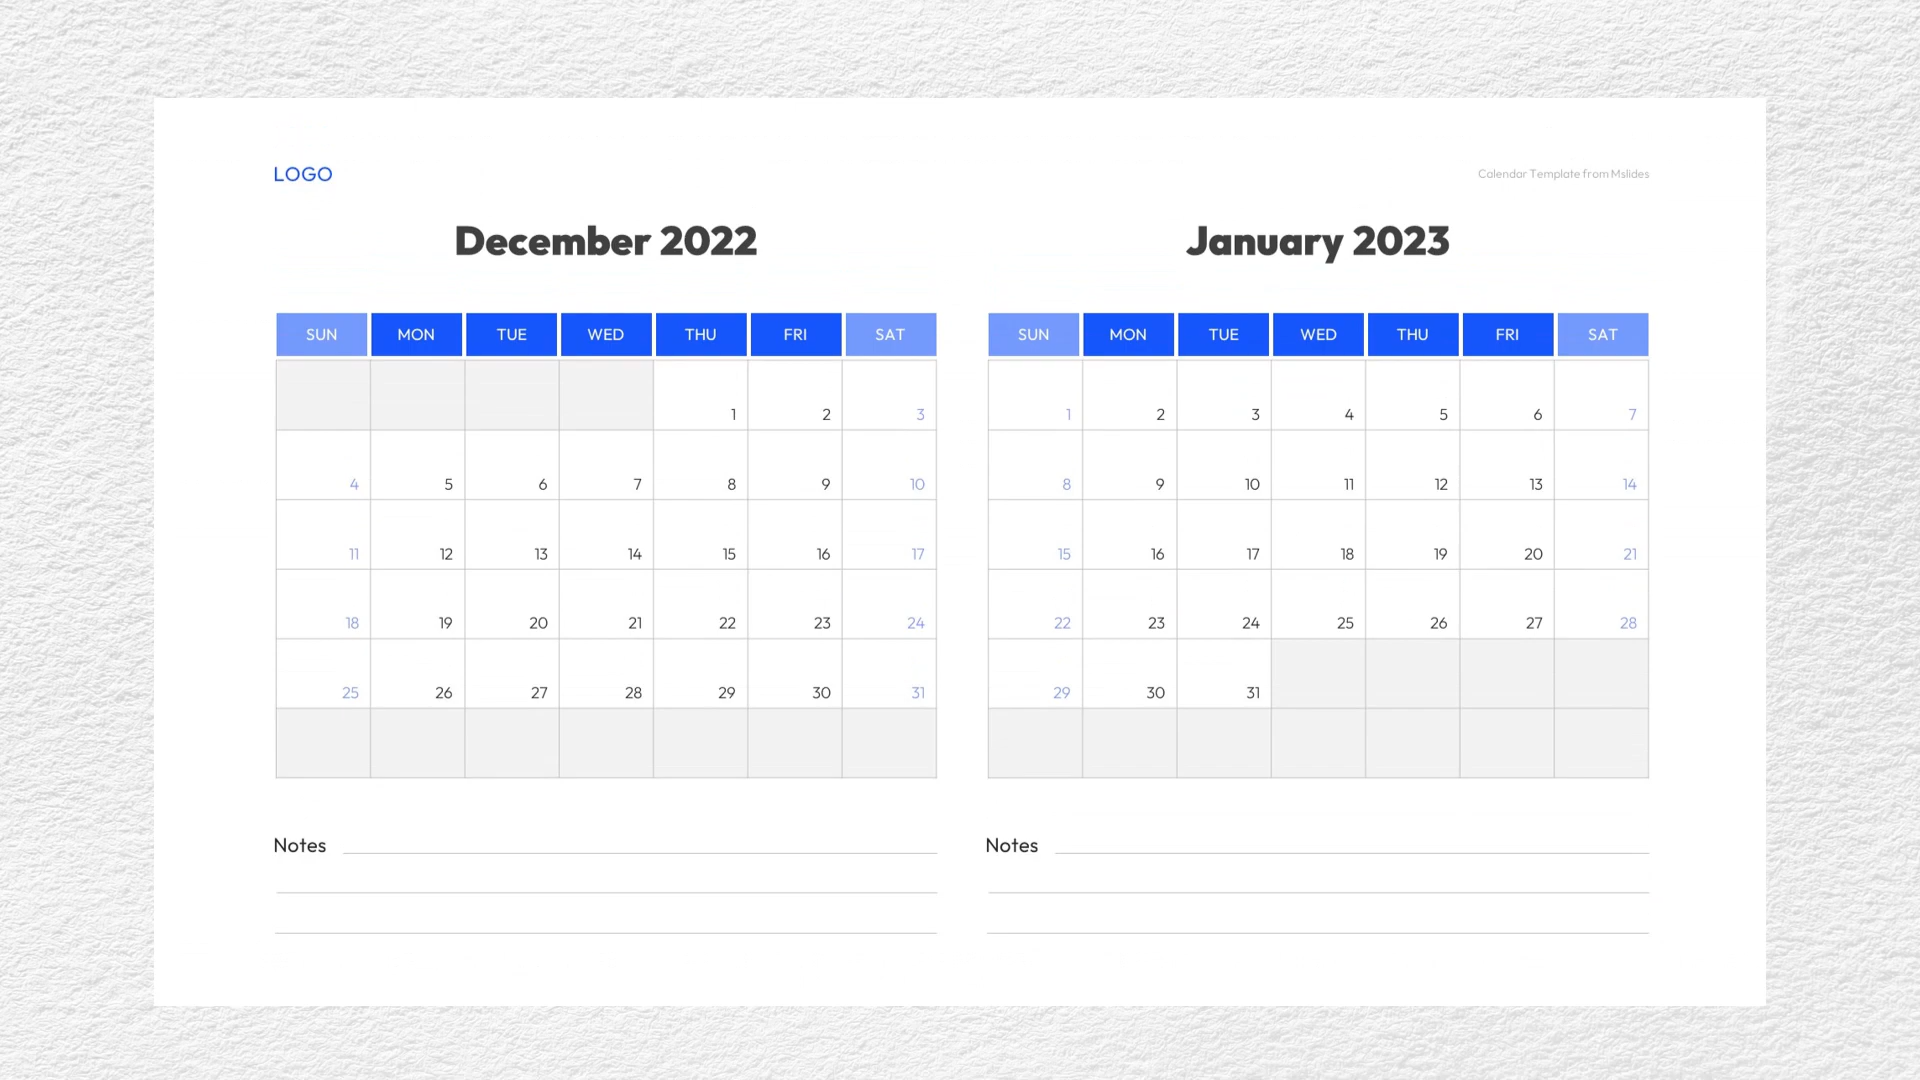 LOGO
Calendar Template from Mslides
December 2022
SUN MON TUE WED THU FRI SAT
1 2 3
4 5 6 7 8 9 10
11 12 13 14 15 16 17
18 19 20 21 22 23 24
25 26 27 28 29 30 31
Notes
January 2023
SUN MON TUE WED THU FRI SAT
1 2 3 4 5 6 7
8 9 10 11 12 13 14
15 16 17 18 19 20 21
22 23 24 25 26 27 28
29 30 31
Notes